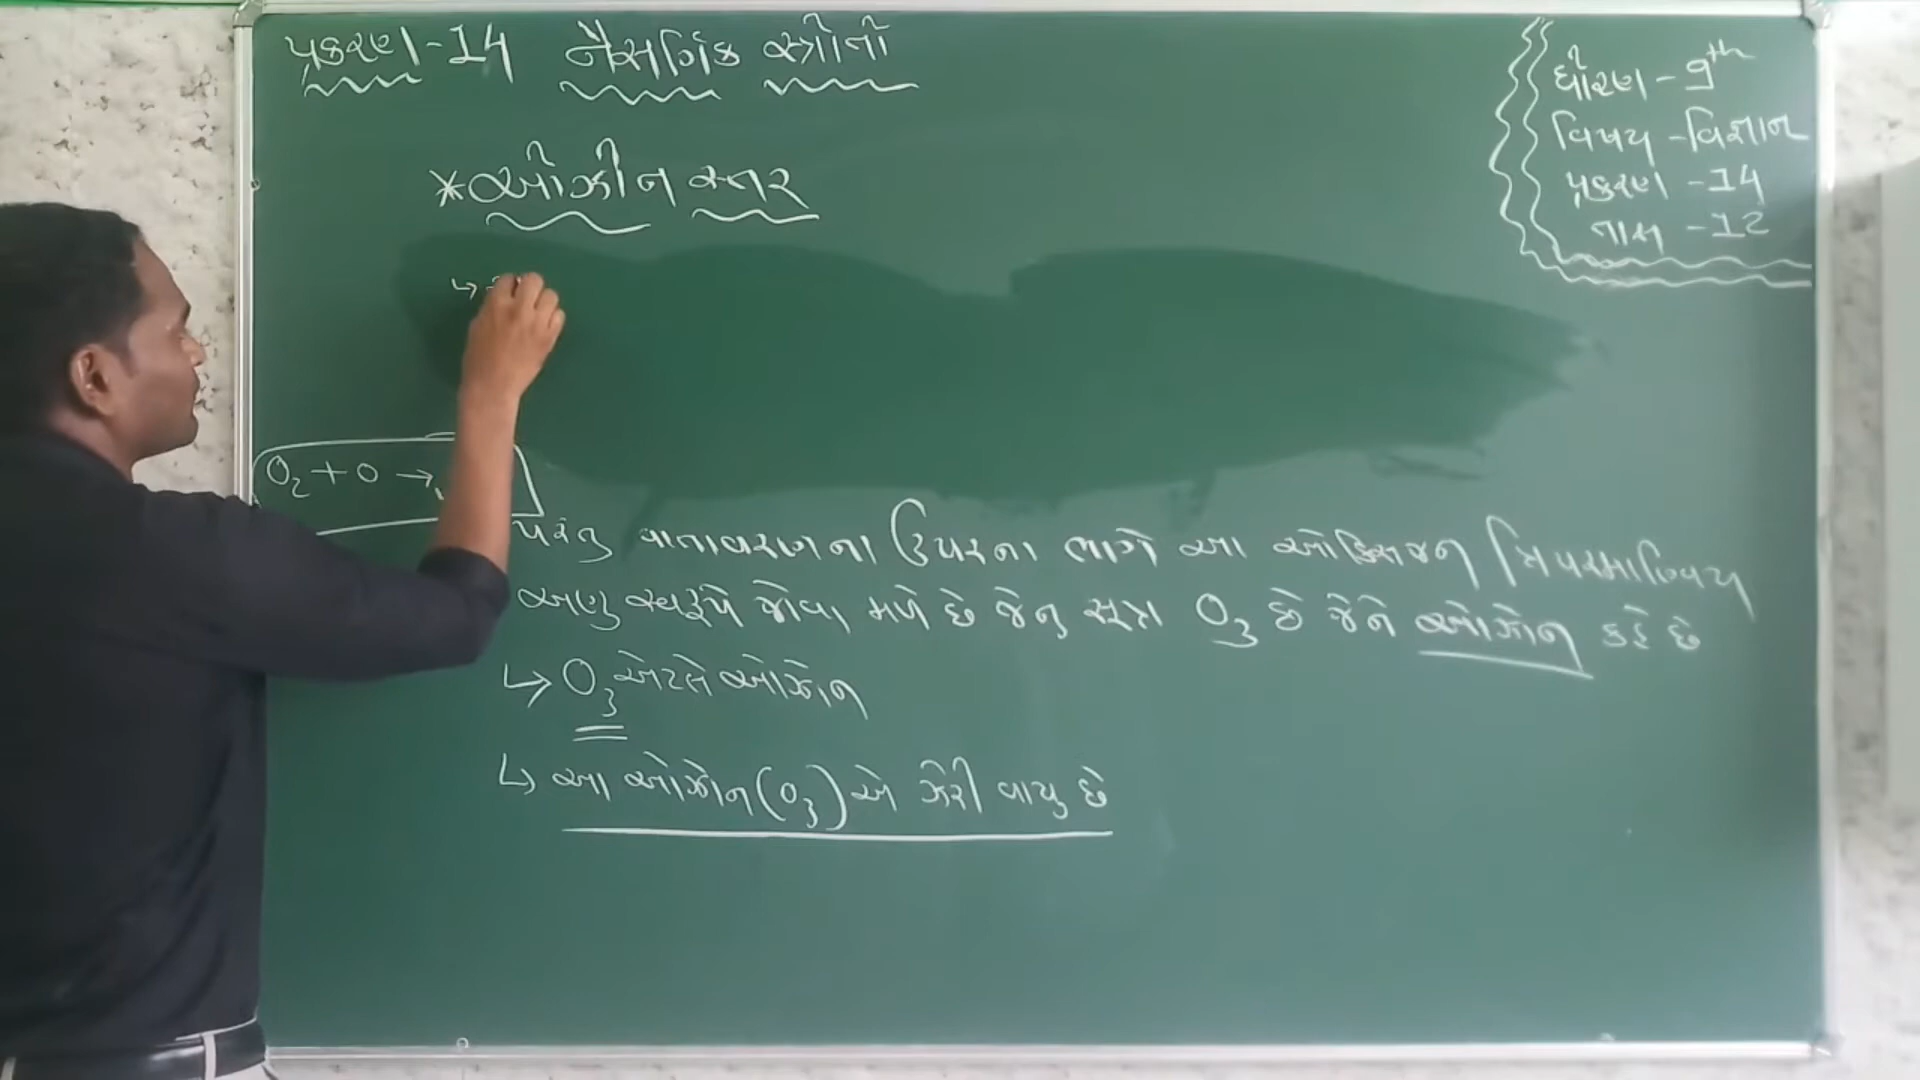 પ્રકરણ-14 નૈસર્ગિક સ્ત્રોતો
ધોરણ - 9th
વિષય - વિજ્ઞાન
પ્રકરણ - 14
તાસ - 12
*ઓઝોન સ્તર
↳
O₂ + O →
પરંતુ વાતાવરણના ઉપરના ભાગે આ ઓક્સિજન ત્રિપરમાણ્વિય
અણુ સ્વરૂપે જોવા મળે છે જેનુ સૂત્ર O₃ છે જેને ઓઝોન કહે છે
↳ O₃ એટલે ઓઝોન
↳ આ ઓઝોન (O₃) એ ઝેરી વાયુ છે